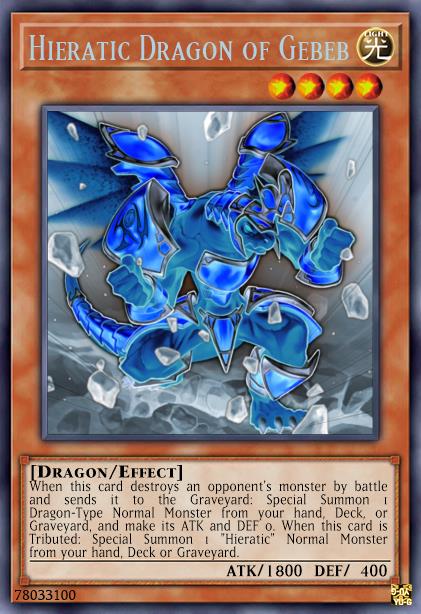 HIERATIC DRAGON OF GEBEB
LIGHT
光
[DRAGON/EFFECT]
When this card destroys an opponent's monster by battle
and sends it to the Graveyard: Special Summon 1
Dragon-Type Normal Monster from your hand, Deck, or
Graveyard, and make its ATK and DEF 0. When this card is
Tributed: Special Summon 1 "Hieratic" Normal Monster
from your hand, Deck or Graveyard.
ATK/1800 DEF/ 400
78033100